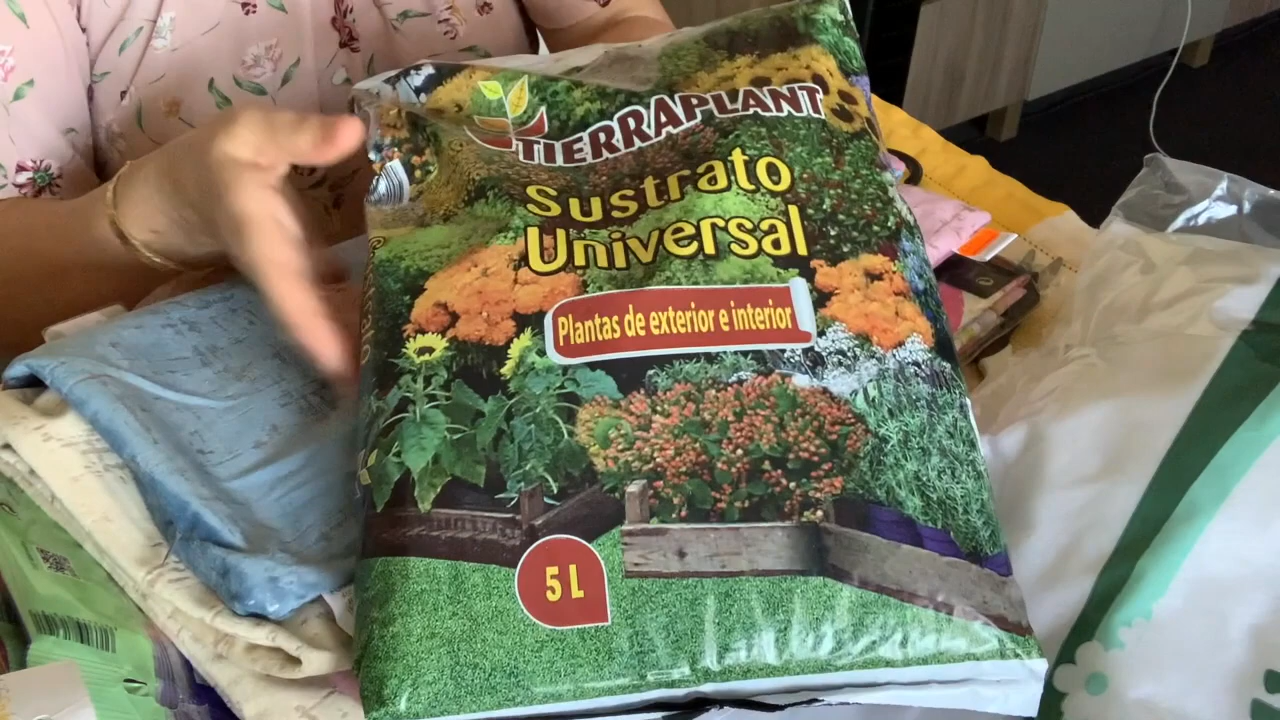 TIERRAPLANT
Sustrato
Universal
Plantas de exterior e interior
5 L